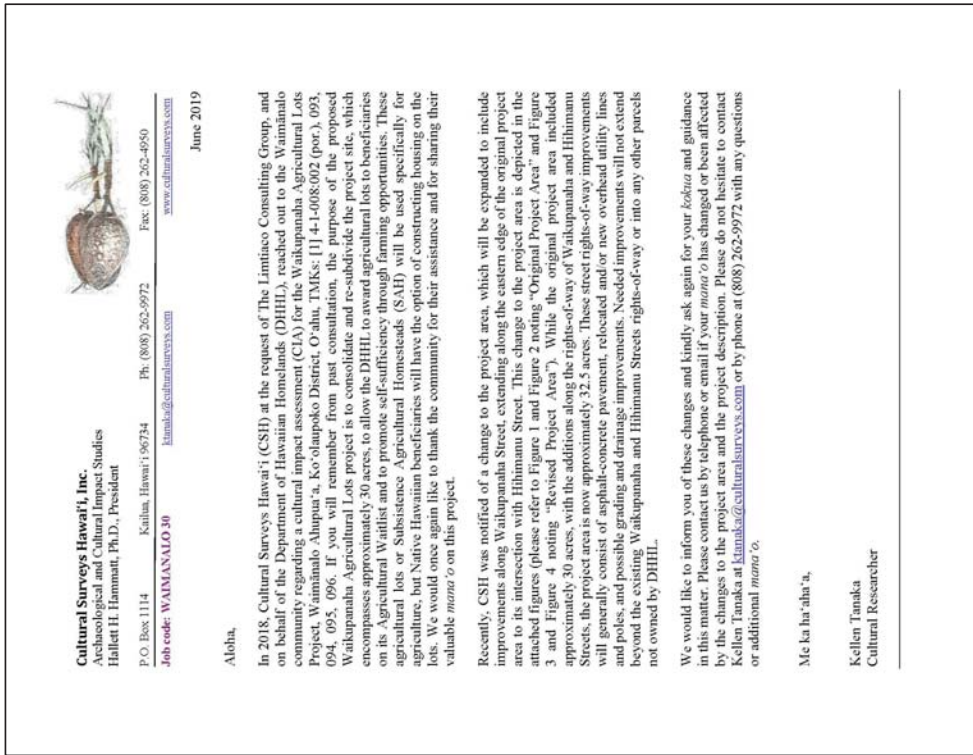 Cultural Surveys Hawai'i, Inc.
Archaeological and Cultural Impact Studies
Hallett H. Hammatt, Ph.D., President
P.O. Box 1114 Kailua, Hawai'i 96734 Ph: (808) 262-9972 Fax: (808) 262-4950
Job code: WAIMANALO 30 ktanaka@culturalsurveys.com www.culturalsurveys.com
June 2019
Aloha,
In 2018, Cultural Surveys Hawai'i (CSH) at the request of The Limtiaco Consulting Group, and
on behalf of the Department of Hawaiian Homelands (DHHL), reached out to the Waimānalo
community regarding a cultural impact assessment (CIA) for the Waikupanaha Agricultural Lots
Project, Waimānalo Ahupua'a, Ko'olaupoko District, O'ahu, TMKs: [1] 4-1-008:002 (por.), 093,
094, 095, 096. If you will remember from past consultation, the purpose of the proposed
Waikupanaha Agricultural Lots project is to consolidate and re-subdivide the project site, which
encompasses approximately 30 acres, to allow the DHHL to award agricultural lots to beneficiaries
on its Agricultural Waitlist and to promote self-sufficiency through farming opportunities. These
agricultural lots or Subsistence Agricultural Homesteads (SAH) will be used specifically for
agriculture, but Native Hawaiian beneficiaries will have the option of constructing housing on the
lots. We would once again like to thank the community for their assistance and for sharing their
valuable mana'o on this project.
Recently, CSH was notified of a change to the project area, which will be expanded to include
improvements along Waikupanaha Street, extending along the eastern edge of the original project
area to its intersection with Hihimanu Street. This change to the project area is depicted in the
attached figures (please refer to Figure 1 and Figure 2 noting "Original Project Area" and Figure
3 and Figure 4 noting "Revised Project Area"). While the original project area included
approximately 30 acres, with the additions along the rights-of-way of Waikupanaha and Hihimanu
Streets, the project area is now approximately 32.5 acres. These street rights-of-way improvements
will generally consist of asphalt-concrete pavement, relocated and/or new overhead utility lines
and poles, and possible grading and drainage improvements. Needed improvements will not extend
beyond the existing Waikupanaha and Hihimanu Streets rights-of-way or into any other parcels
not owned by DHHL.
We would like to inform you of these changes and kindly ask again for your kokua and guidance
in this matter. Please contact us by telephone or email if your mana'o has changed or been affected
by the changes to the project area and the project description. Please do not hesitate to contact
Kellen Tanaka at ktanaka@culturalsurveys.com or by phone at (808) 262-9972 with any questions
or additional mana'o.
Me ka ha'aha'a,
Kellen Tanaka
Cultural Researcher